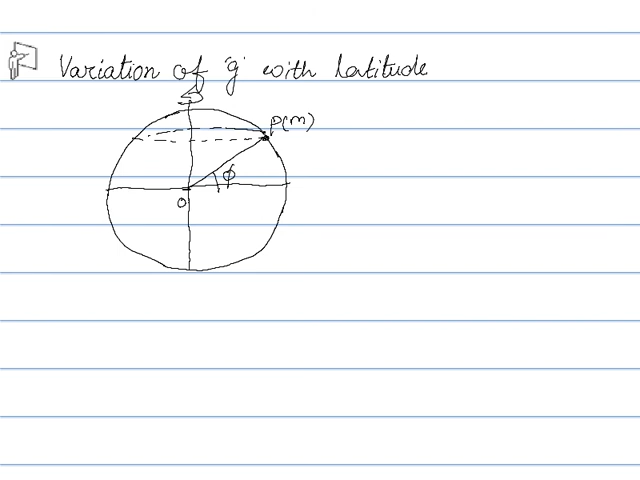 Variation of 'g' with latitude
P(m)
ϕ
O